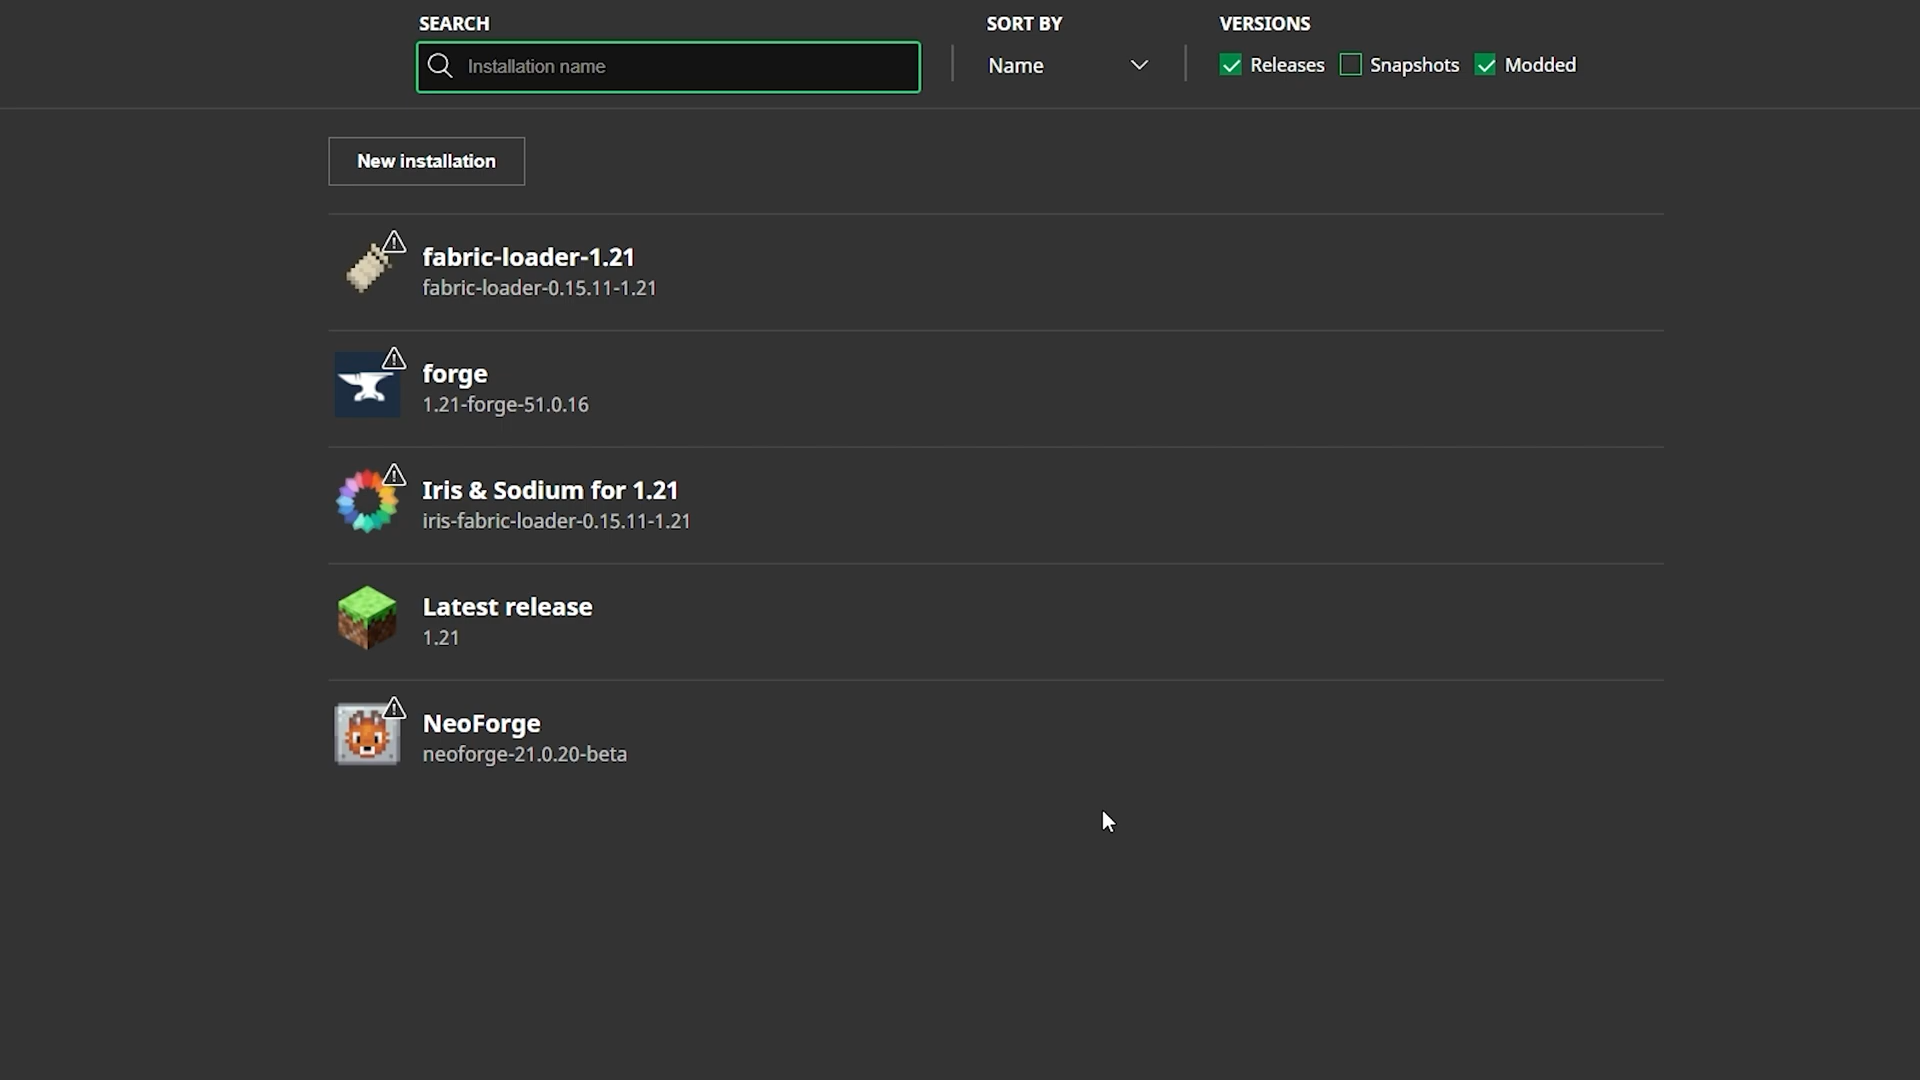 SEARCH
Installation name
SORT BY
Name
VERSIONS
Releases
Snapshots
Modded
New installation
fabric-loader-1.21
fabric-loader-0.15.11-1.21
forge
1.21-forge-51.0.16
Iris & Sodium for 1.21
iris-fabric-loader-0.15.11-1.21
Latest release
1.21
NeoForge
neoforge-21.0.20-beta